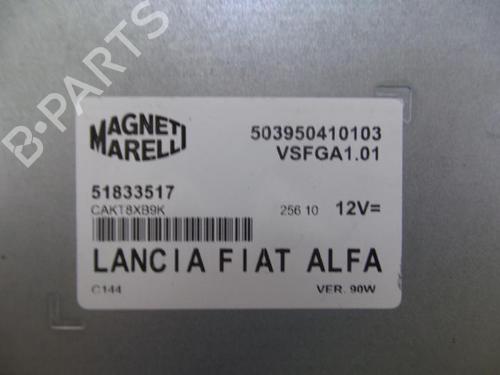 B-PARTS
MAGNETI
MARELLI
503950410103
VSFGA1.01
51833517
CAKT8XB9K
256 10 12V=
LANCIA FIAT ALFA
C144 VER. 90W